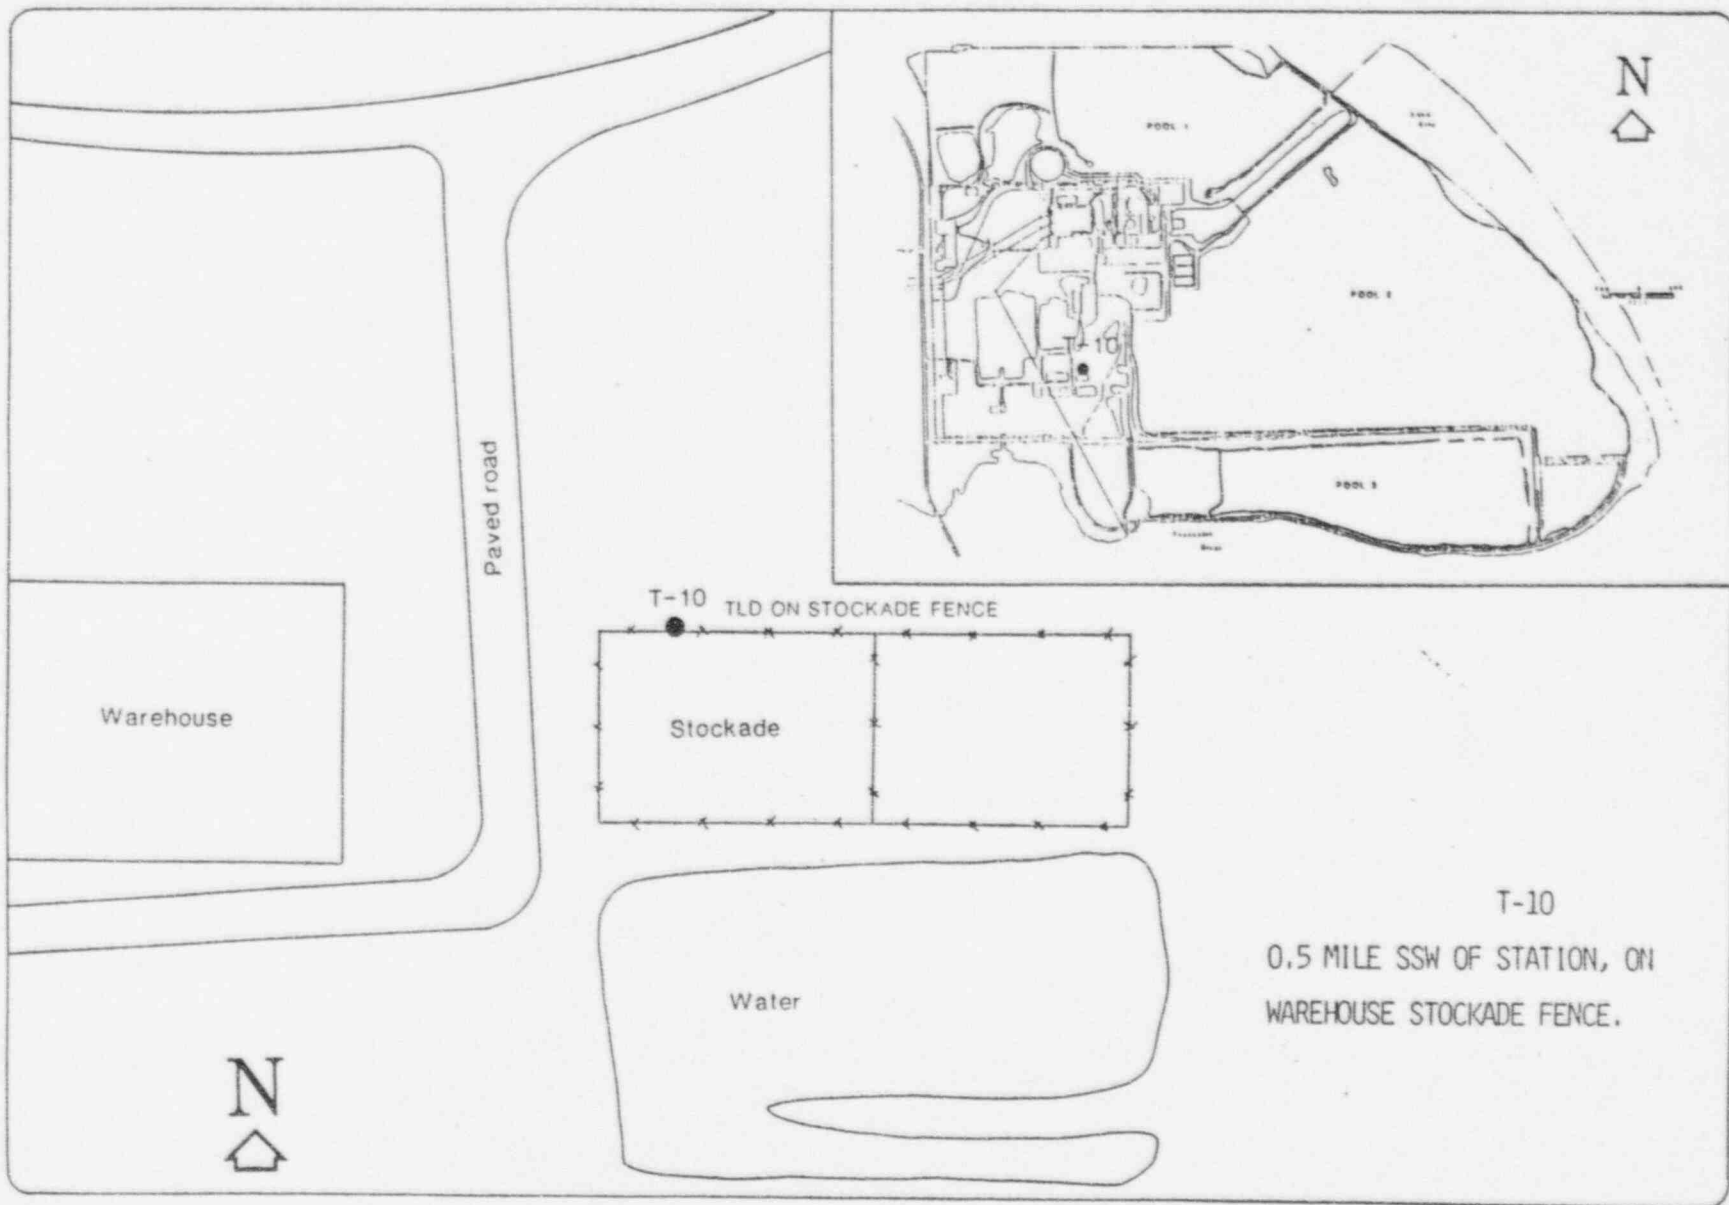 N
POOL 1
POOL 2
T-10
POOL 3
Paved road
T-10 TLD ON STOCKADE FENCE
Warehouse
Stockade
Water
T-10
0.5 MILE SSW OF STATION, ON
WAREHOUSE STOCKADE FENCE.
N